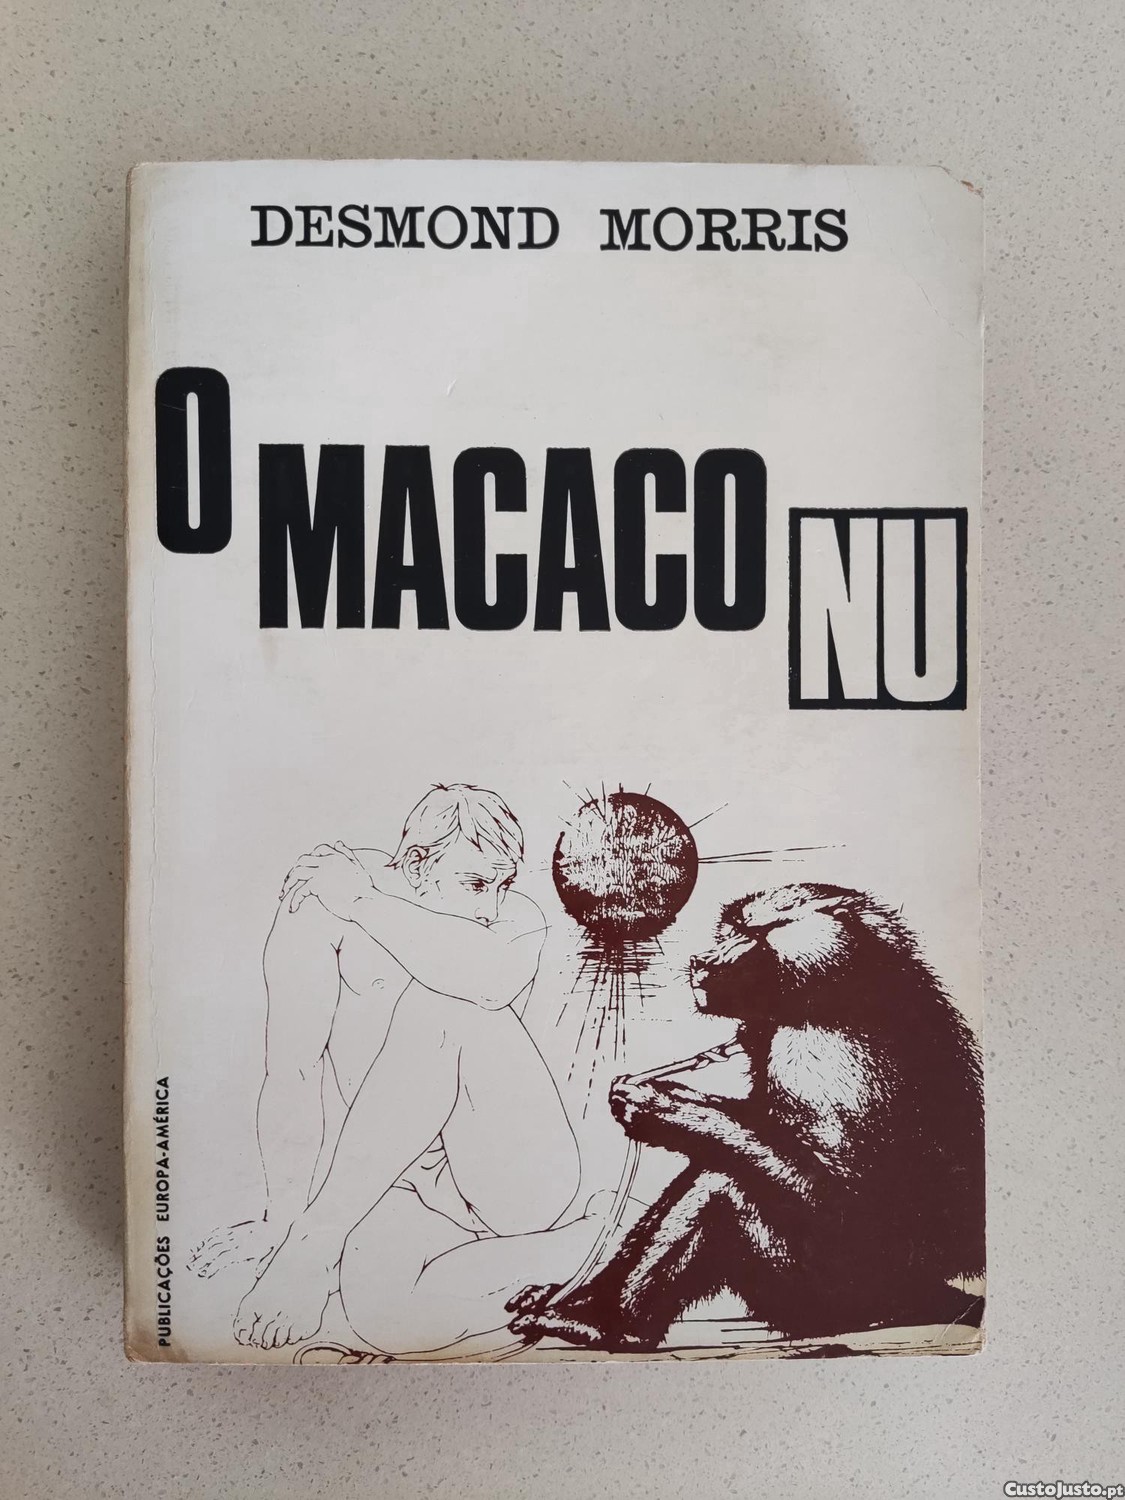 DESMOND MORRIS
O MACACO NU
PUBLICAÇÕES EUROPA-AMÉRICA
CustoJusto.pt